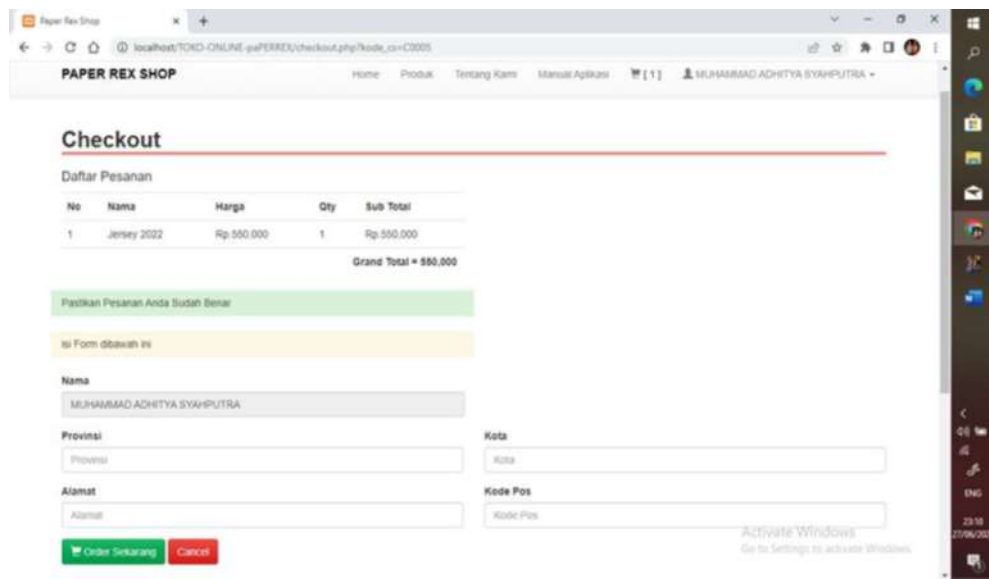 Paper Rex Shop
localhost/TOKO-ONLINE-paPERREX/checkout.php?kode_cs=C0005
PAPER REX SHOP Home Produk Tentang Kami Manual Aplikasi [ 1 ] MUHAMMAD ADHITYA SYAHPUTRA
Checkout
Daftar Pesanan
No Nama Harga Qty Sub Total
1 Jersey 2022 Rp.550.000 1 Rp.550.000
Grand Total = 550,000
Pastikan Pesanan Anda Sudah Benar
Isi Form dibawah ini
Nama
MUHAMMAD ADHITYA SYAHPUTRA
Provinsi Kota
Provinsi Kota
Alamat Kode Pos
Alamat Kode Pos
Order Sekarang Cancel
Activate Windows
Go to Settings to activate Windows.
ENG
23:10